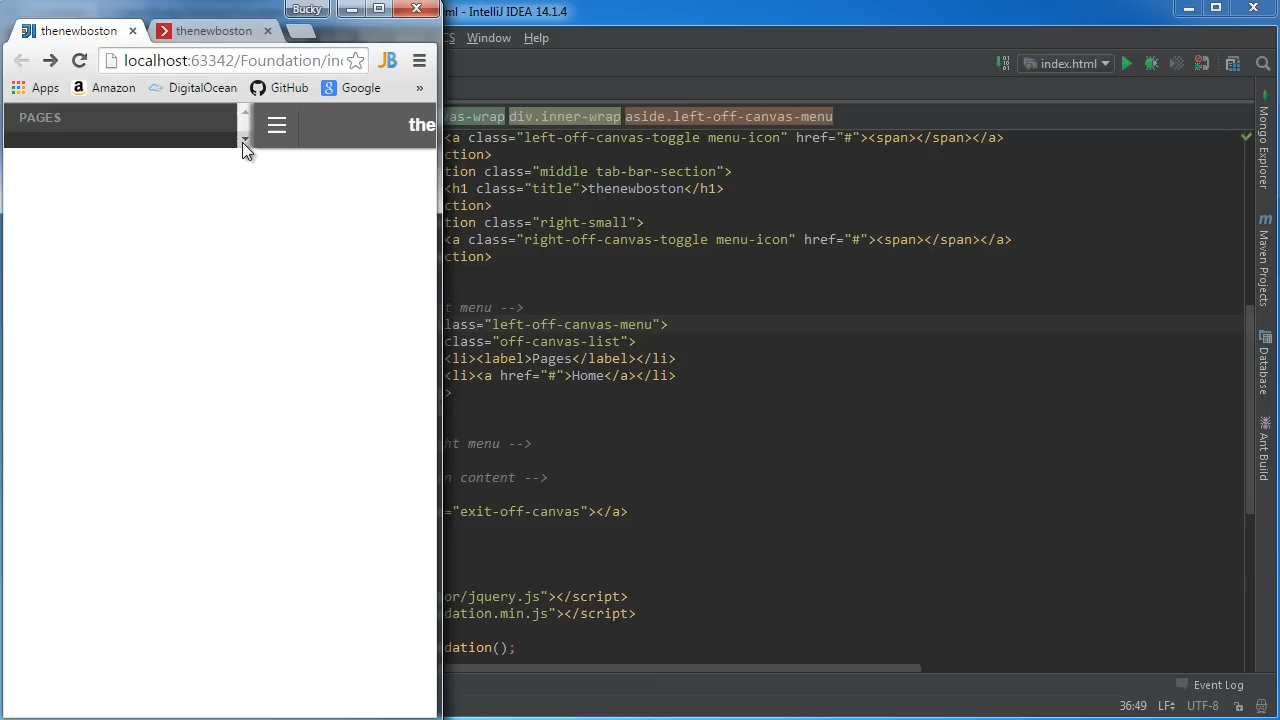 Bucky
thenewboston
thenewboston
localhost:63342/Foundation/inc
JB
Apps
Amazon
DigitalOcean
GitHub
Google
»
PAGES
the
ml - IntelliJ IDEA 14.1.4
CS Window Help
index.html
as-wrap div.inner-wrap aside.left-off-canvas-menu
<a class="left-off-canvas-toggle menu-icon" href="#"><span></span></a>
ction>
tion class="middle tab-bar-section">
<h1 class="title">thenewboston</h1>
ction>
tion class="right-small">
<a class="right-off-canvas-toggle menu-icon" href="#"><span></span></a>
ction>
t menu -->
lass="left-off-canvas-menu">
class="off-canvas-list">
<li><label>Pages</label></li>
<li><a href="#">Home</a></li>
>
ht menu -->
n content -->
="exit-off-canvas"></a>
or/jquery.js"></script>
dation.min.js"></script>
dation();
Mongo Explorer
Maven Projects
Database
Ant Build
Event Log
36:49 LF UTF-8